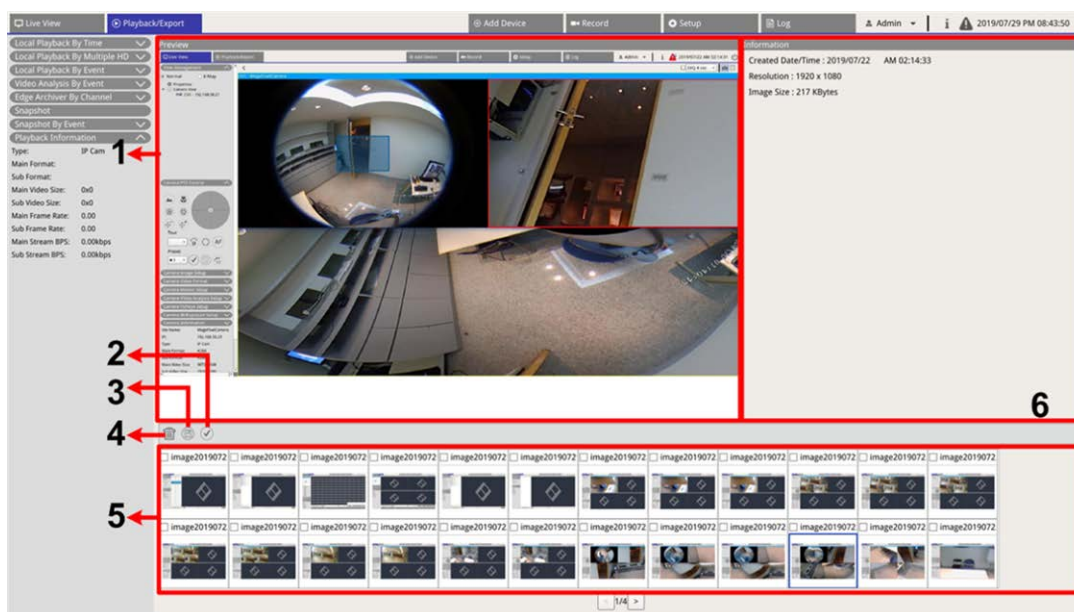 Live View
Playback/Export
Add Device
Record
Setup
Log
Admin
i
2019/07/29 PM 08:43:50
Local Playback By Time
Local Playback By Multiple HD
Local Playback By Event
Video Analysis By Event
Edge Archiver By Channel
Snapshot
Snapshot By Event
Playback Information
Type: IP Cam
Main Format:
Sub Format:
Main Video Size: 0x0
Sub Video Size: 0x0
Main Frame Rate: 0.00
Sub Frame Rate: 0.00
Main Stream BPS: 0.00kbps
Sub Stream BPS: 0.00kbps
1
2
3
4
5
6
Preview
Information
Created Date/Time : 2019/07/22 AM 02:14:33
Resolution : 1920 x 1080
Image Size : 217 KBytes
image2019072 image2019072 image2019072 image2019072 image2019072 image2019072 image2019072 image2019072 image2019072 image2019072 image2019072 image2019072
image2019072 image2019072 image2019072 image2019072 image2019072 image2019072 image2019072 image2019072 image2019072 image2019072 image2019072 image2019072
< 1/4 >